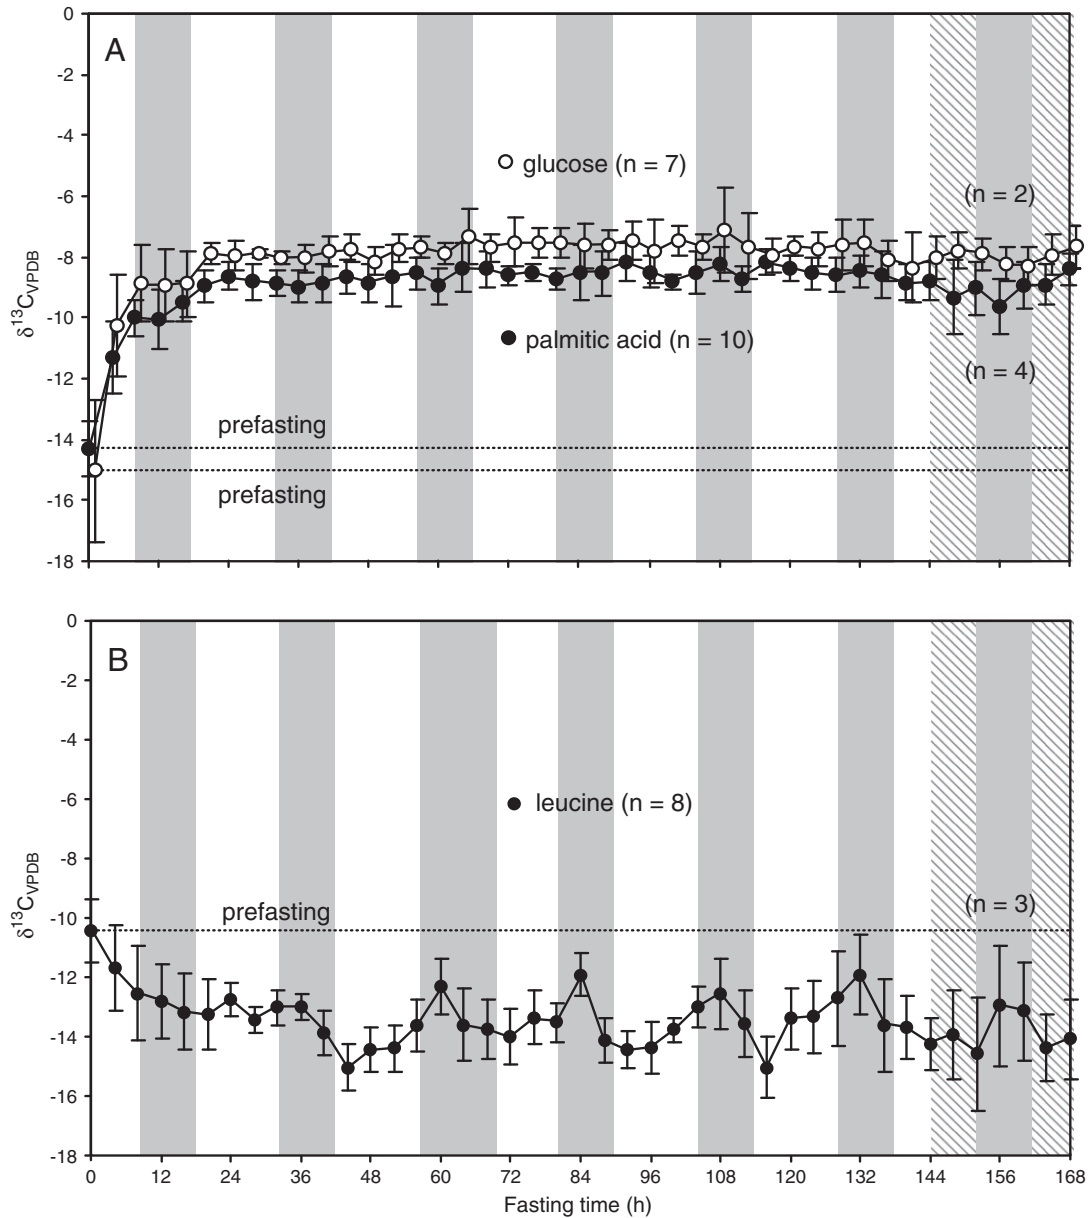 0
A
-2
-4
glucose (n = 7)
-6
(n = 2)
-8
δ13CVPDB
-10
palmitic acid (n = 10)
(n = 4)
-12
prefasting
-14
prefasting
-16
-18
0
B
-2
-4
-6
leucine (n = 8)
-8
δ13CVPDB
prefasting
(n = 3)
-10
-12
-14
-16
-18
0 12 24 36 48 60 72 84 96 108 120 132 144 156 168
Fasting time (h)